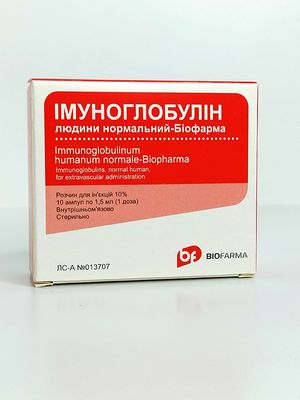 ІМУНОГЛОБУЛІН
людини нормальний-Біофарма
Immunoglobulinum
humanum normale-Biopharma
Immunoglobulins, normal human,
for extravascular administration
Розчин для ін'єкцій 10%
10 ампул по 1,5 мл (1 доза)
Внутрішньом'язово
Стерильно
bf BIOFARMA
ЛС-А №013707